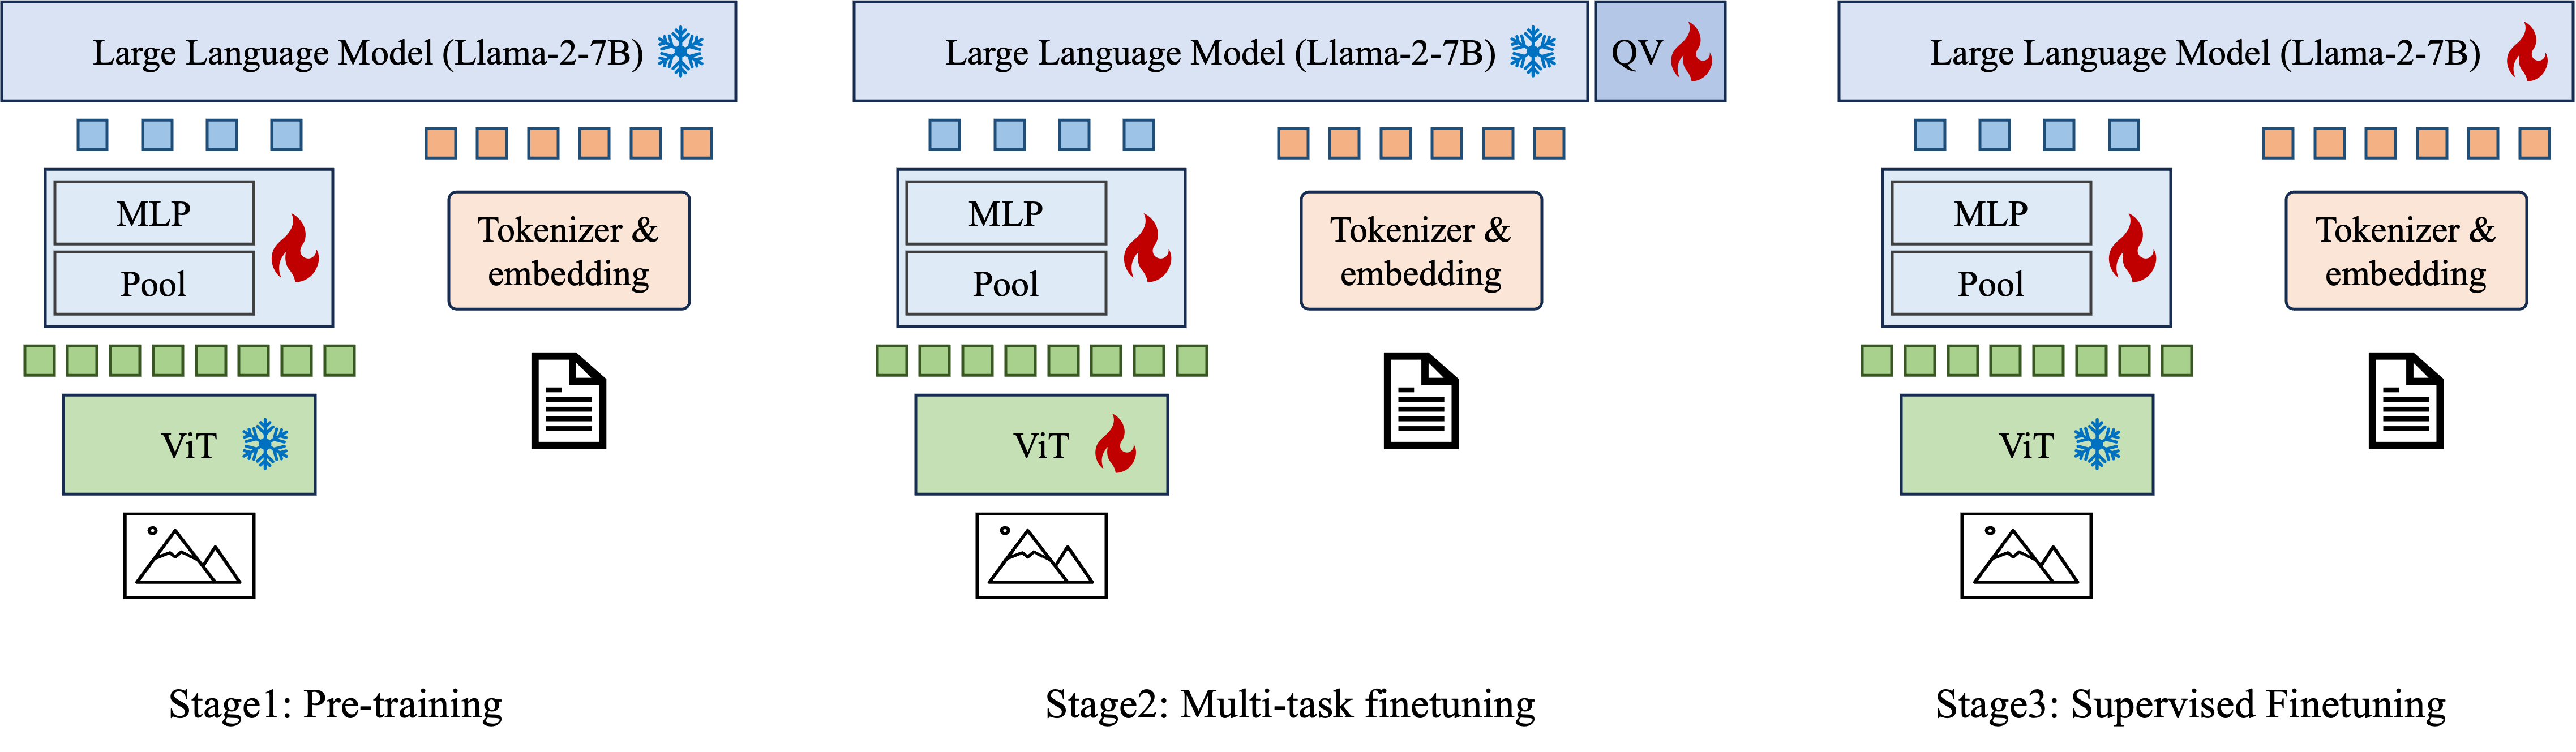 Large Language Model (Llama-2-7B)
MLP
Pool
Tokenizer &
embedding
ViT
Stage1: Pre-training
Large Language Model (Llama-2-7B)
QV
MLP
Pool
Tokenizer &
embedding
ViT
Stage2: Multi-task finetuning
Large Language Model (Llama-2-7B)
MLP
Pool
Tokenizer &
embedding
ViT
Stage3: Supervised Finetuning